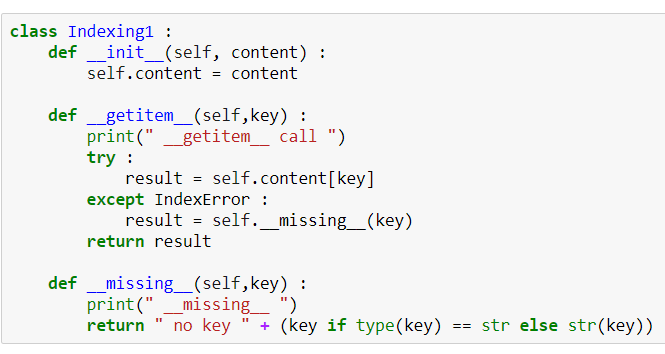 class Indexing1 :
    def __init__(self, content) :
        self.content = content

    def __getitem__(self,key) :
        print(" __getitem__ call ")
        try :
            result = self.content[key]
        except IndexError :
            result = self.__missing__(key)
        return result

    def __missing__(self,key) :
        print(" __missing__ ")
        return " no key " + (key if type(key) == str else str(key))